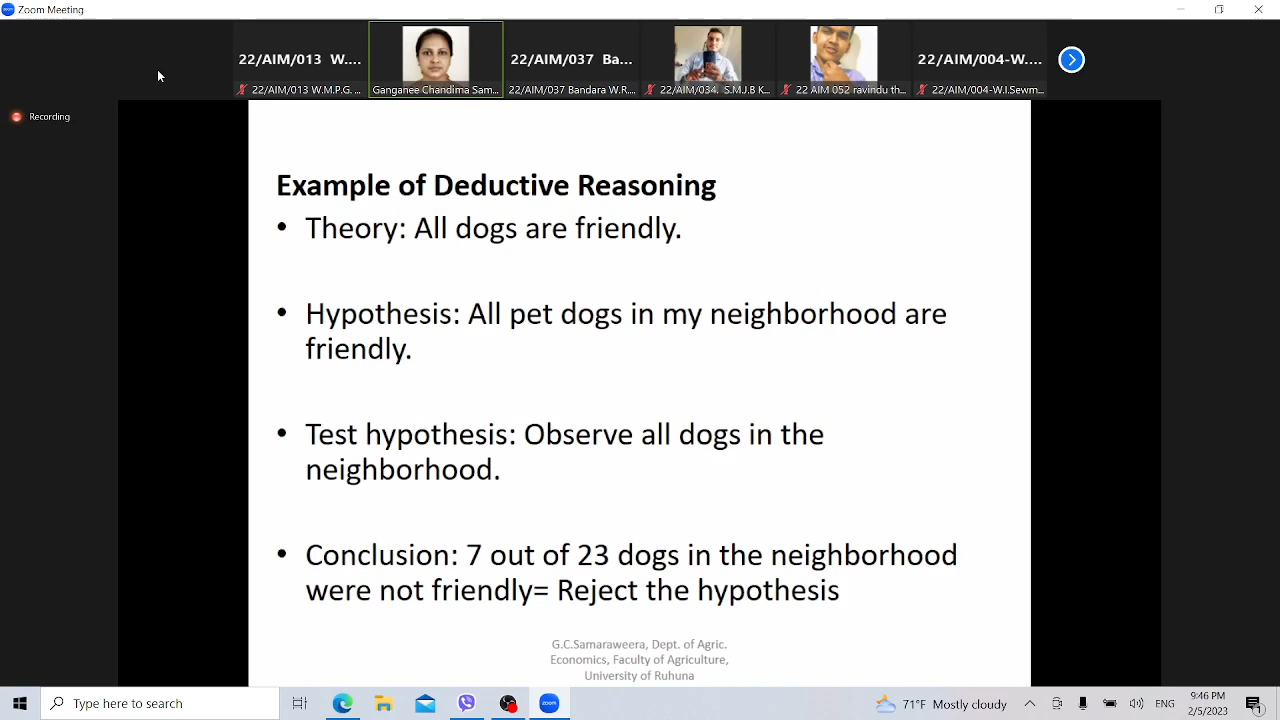 Zoom Meeting
22/AIM/013 W....
22/AIM/037 Ba...
22/AIM/004-W....
22/AIM/013 W.M.P.G. ...
Ganganee Chandima Sam...
22/AIM/037 Bandara W.R...
22/AIM/034. S.M.J.B K...
22 AIM 052 ravindu th...
22/AIM/004-W.I.Sewm...
Recording
Example of Deductive Reasoning
• Theory: All dogs are friendly.
• Hypothesis: All pet dogs in my neighborhood are
friendly.
• Test hypothesis: Observe all dogs in the
neighborhood.
• Conclusion: 7 out of 23 dogs in the neighborhood
were not friendly= Reject the hypothesis
G.C.Samaraweera, Dept. of Agric.
Economics, Faculty of Agriculture,
University of Ruhuna
Type here to search
zoom
71°F Mostly cloudy
9:46 PM
2/5/2023
1